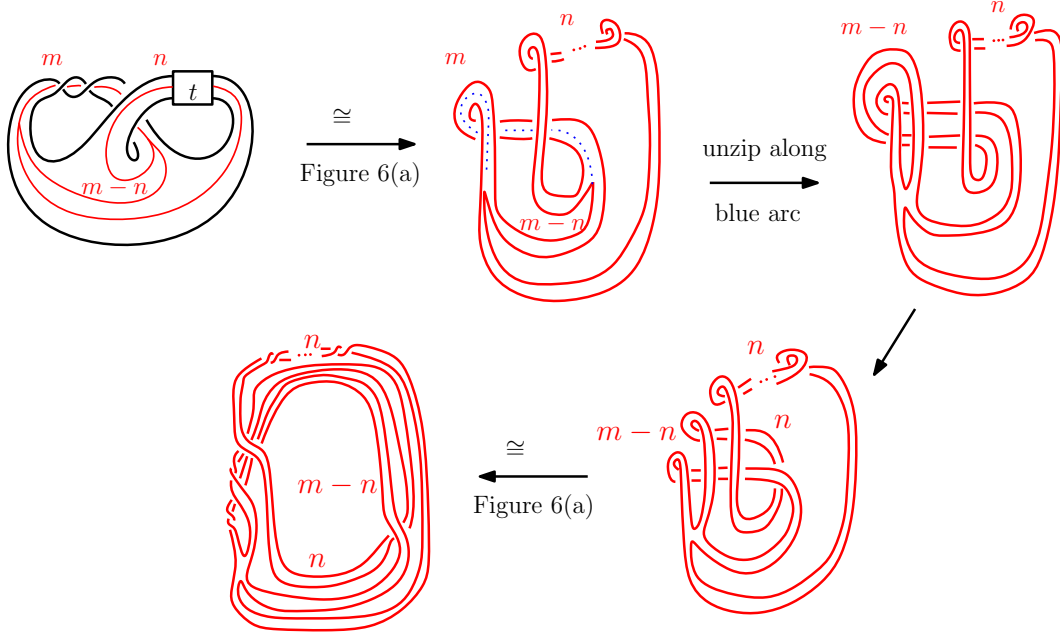 m
n
t
m − n
≅
Figure 6(a)
m
n
...
m − n
unzip along
blue arc
m − n
n
...
n
...
m − n
n
≅
Figure 6(a)
n
...
m − n
n